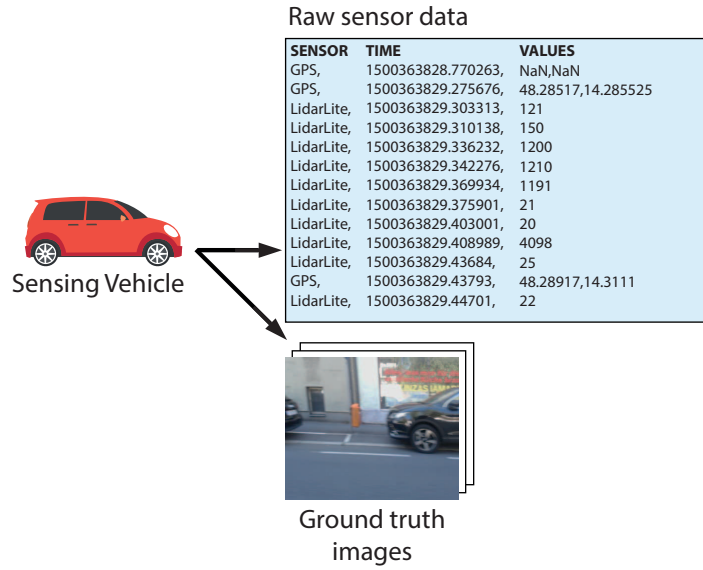 Raw sensor data
SENSOR TIME VALUES
GPS, 1500363828.770263, NaN,NaN
GPS, 1500363829.275676, 48.28517,14.285525
LidarLite, 1500363829.303313, 121
LidarLite, 1500363829.310138, 150
LidarLite, 1500363829.336232, 1200
LidarLite, 1500363829.342276, 1210
LidarLite, 1500363829.369934, 1191
LidarLite, 1500363829.375901, 21
LidarLite, 1500363829.403001, 20
LidarLite, 1500363829.408989, 4098
LidarLite, 1500363829.43684, 25
GPS, 1500363829.43793, 48.28917,14.3111
LidarLite, 1500363829.44701, 22
Sensing Vehicle
Ground truth
images